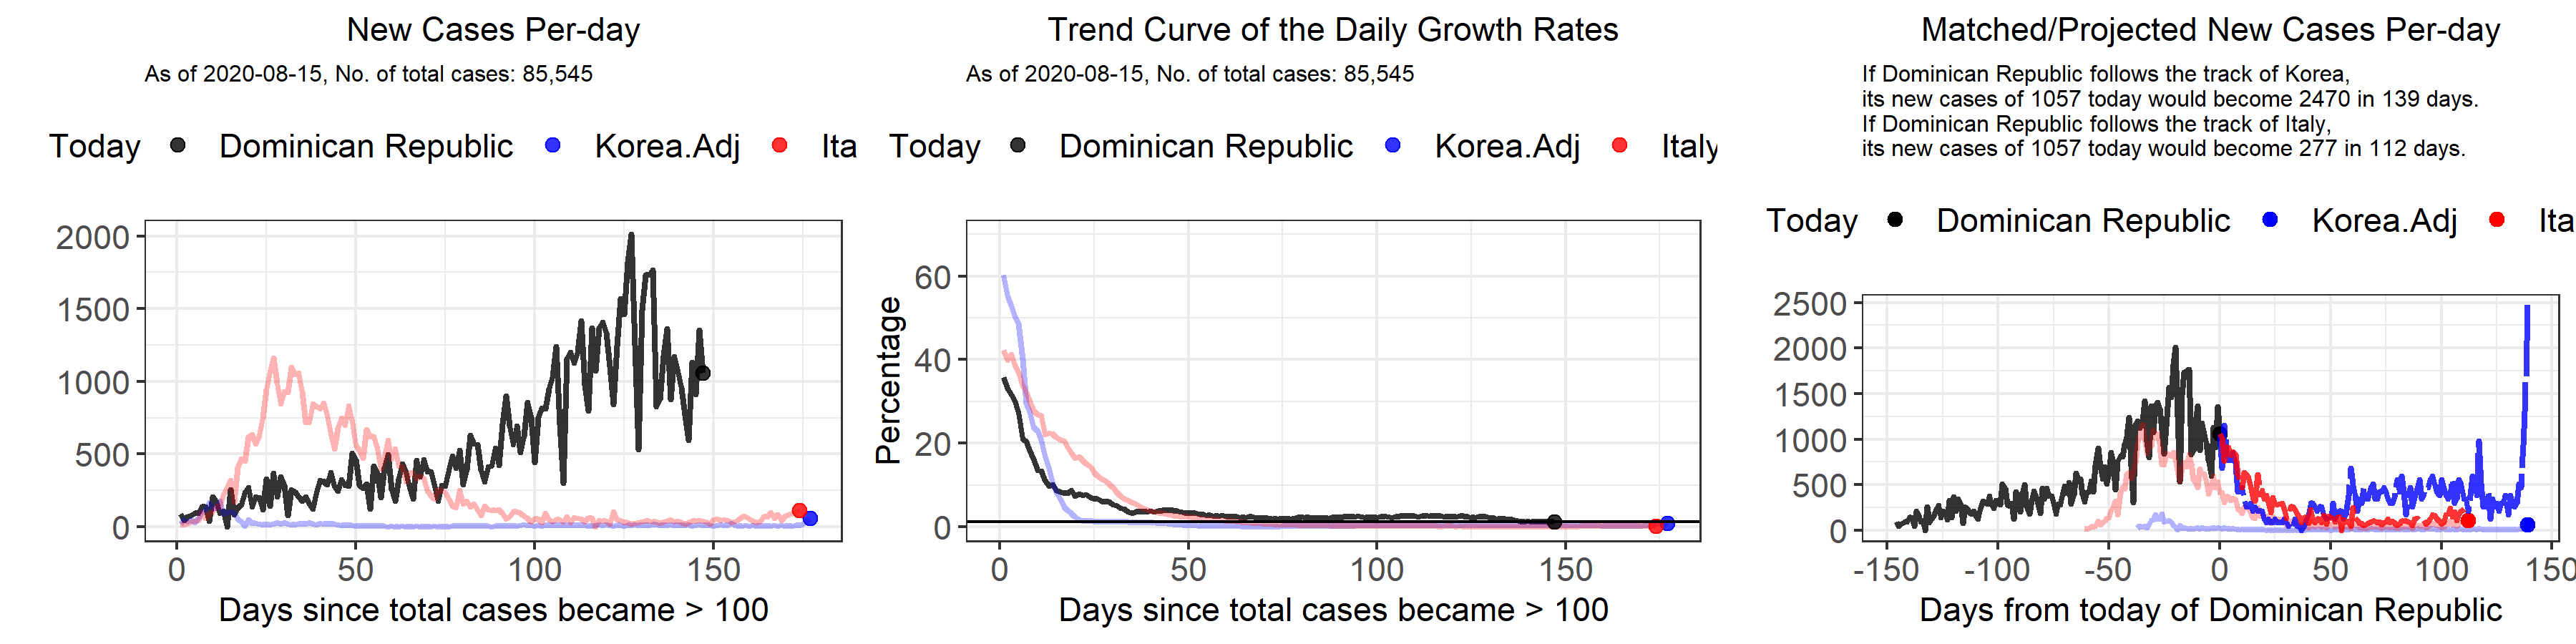 New Cases Per-day
As of 2020-08-15, No. of total cases: 85,545
Today Dominican Republic Korea.Adj Ita
2000
1500
1000
500
0
0 50 100 150
Days since total cases became > 100
Trend Curve of the Daily Growth Rates
As of 2020-08-15, No. of total cases: 85,545
Today Dominican Republic Korea.Adj Italy
Percentage
60
40
20
0
0 50 100 150
Days since total cases became > 100
Matched/Projected New Cases Per-day
If Dominican Republic follows the track of Korea,
its new cases of 1057 today would become 2470 in 139 days.
If Dominican Republic follows the track of Italy,
its new cases of 1057 today would become 277 in 112 days.
Today Dominican Republic Korea.Adj Ita
2500
2000
1500
1000
500
0
-150 -100 -50 0 50 100 150
Days from today of Dominican Republic